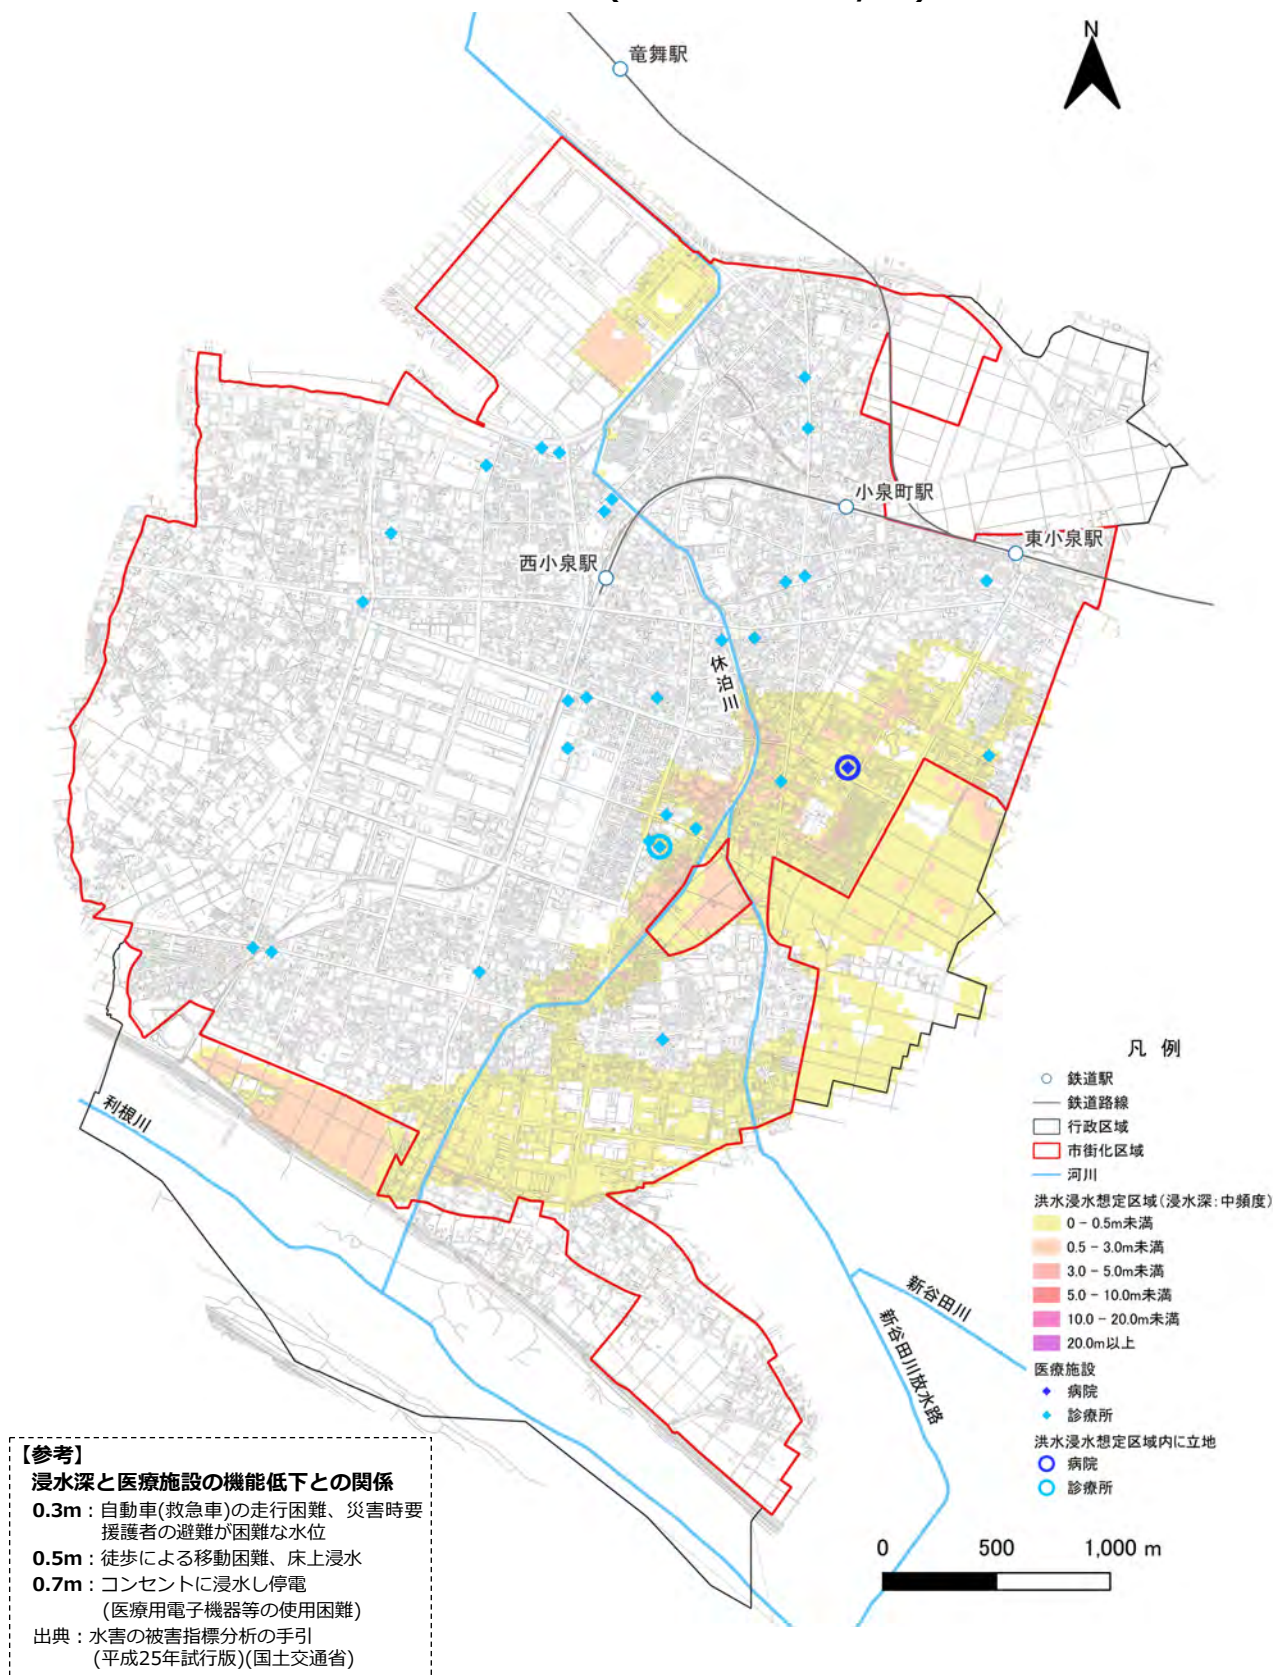 N
竜舞駅
小泉町駅
東小泉駅
西小泉駅
休泊川
利根川
新谷田川
新谷田川放水路
凡 例
鉄道駅
鉄道路線
行政区域
市街化区域
河川
洪水浸水想定区域(浸水深:中頻度)
0 - 0.5m未満
0.5 - 3.0m未満
3.0 - 5.0m未満
5.0 - 10.0m未満
10.0 - 20.0m未満
20.0m以上
医療施設
病院
診療所
洪水浸水想定区域内に立地
病院
診療所
0 500 1,000 m
【参考】
浸水深と医療施設の機能低下との関係
0.3m：自動車(救急車)の走行困難、災害時要
援護者の避難が困難な水位
0.5m：徒歩による移動困難、床上浸水
0.7m：コンセントに浸水し停電
(医療用電子機器等の使用困難)
出典：水害の被害指標分析の手引
(平成25年試行版)(国土交通省)